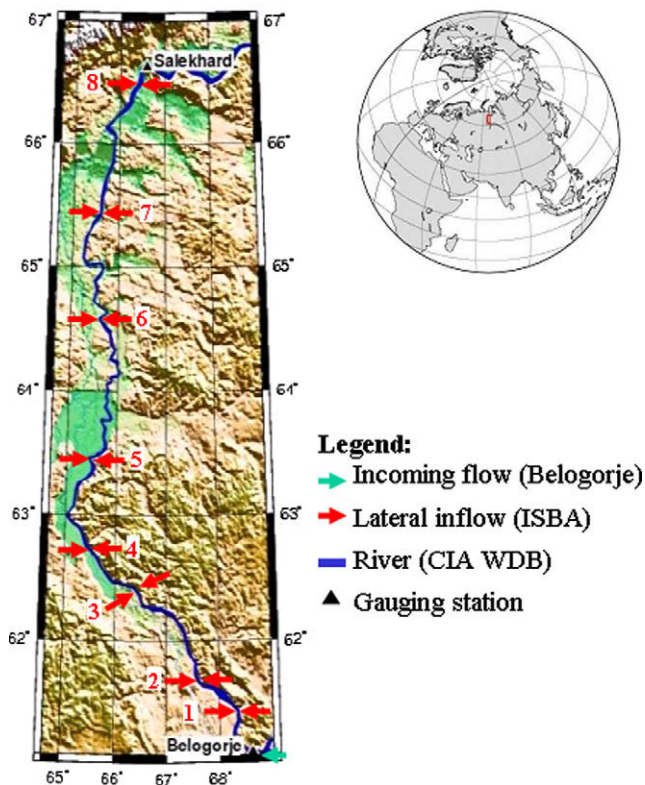 67°
67°
Salekhard
8
66°
66°
7
65°
65°
6
64°
64°
5
63°
63°
4
3
62°
62°
2
1
Belogorje
65° 66° 67° 68°
Legend:
Incoming flow (Belogorje)
Lateral inflow (ISBA)
River (CIA WDB)
Gauging station